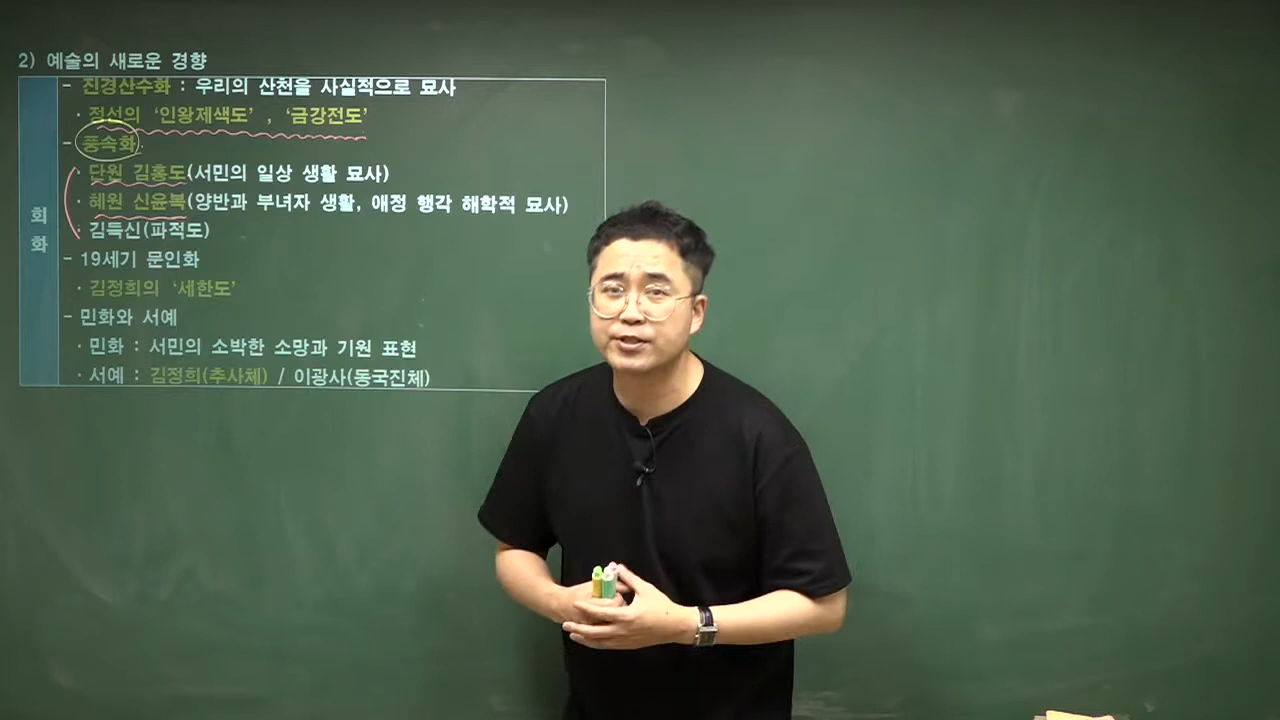 2) 예술의 새로운 경향
회화
- 진경산수화 : 우리의 산천을 사실적으로 묘사
· 정선의 ‘인왕제색도’ , ‘금강전도’
- 풍속화
· 단원 김홍도(서민의 일상 생활 묘사)
· 혜원 신윤복(양반과 부녀자 생활, 애정 행각 해학적 묘사)
· 김득신(파적도)
- 19세기 문인화
· 김정희의 ‘세한도’
- 민화와 서예
· 민화 : 서민의 소박한 소망과 기원 표현
· 서예 : 김정희(추사체) / 이광사(동국진체)